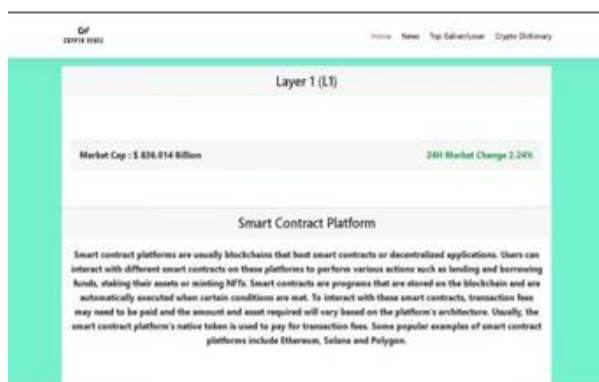 Home News Top Gainer/Loser Crypto Dictionary
Layer 1 (L1)
Market Cap : $ 836.014 Billion
24H Market Change 2.24%
Smart Contract Platform
Smart contract platforms are usually blockchains that host smart contracts or decentralized applications. Users can
interact with different smart contracts on these platforms to perform various actions such as lending and borrowing
funds, staking their assets or minting NFTs. Smart contracts are programs that are stored on the blockchain and are
automatically executed when certain conditions are met. To interact with these smart contracts, transaction fees
may need to be paid and the amount and asset required will vary based on the platform's architecture. Usually, the
smart contract platform's native token is used to pay for transaction fees. Some popular examples of smart contract
platforms include Ethereum, Solana and Polygon.